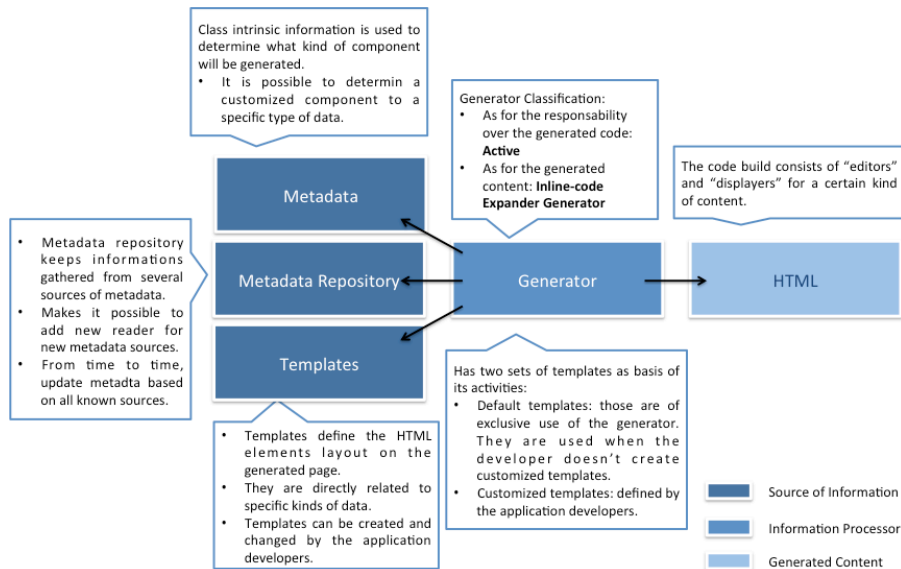 Class intrinsic information is used to
determine what kind of component
will be generated.
• It is possible to determin a
customized component to a
specific type of data.
Generator Classification:
• As for the responsability
over the generated code:
Active
• As for the generated
content: Inline-code
Expander Generator
The code build consists of “editors”
and “displayers” for a certain kind
of content.
Metadata
• Metadata repository
keeps informations
gathered from several
sources of metadata.
• Makes it possible to
add new reader for
new metadata sources.
• From time to time,
update metadta based
on all known sources.
Metadata Repository
Generator
HTML
Templates
Has two sets of templates as basis of
its activities:
• Default templates: those are of
exclusive use of the generator.
They are used when the
developer doesn’t create
customized templates.
• Customized templates: defined by
the application developers.
• Templates define the HTML
elements layout on the
generated page.
• They are directly related to
specific kinds of data.
• Templates can be created and
changed by the application
developers.
Source of Information
Information Processor
Generated Content